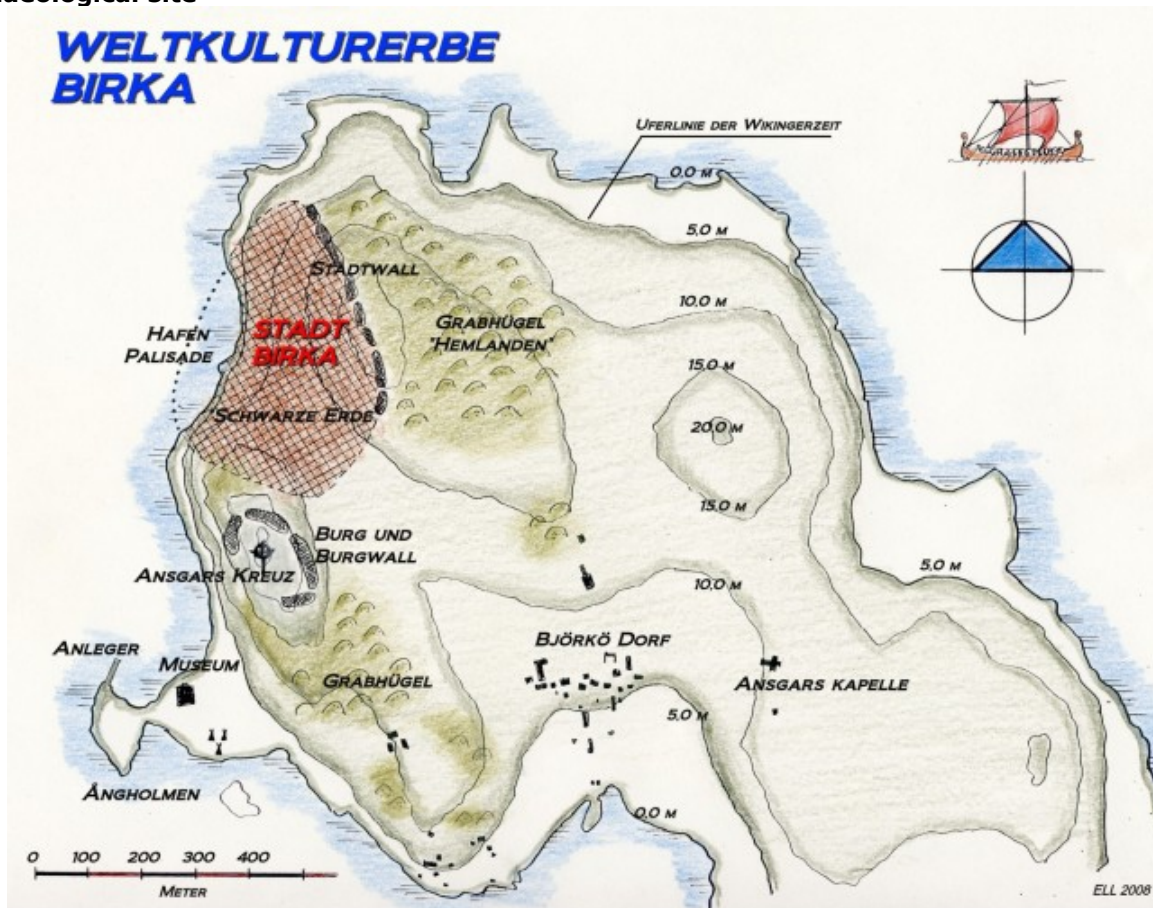 WELTKULTURERBE
BIRKA
UFERLINIE DER WIKINGERZEIT
0.0 M
5,0 M
10,0 M
STADTWALL
HAFEN
PALISADE
STADT
BIRKA
GRABHÜGEL
"HEMLANDEN"
15,0 M
"SCHWARZE ERDE"
20,0 M
15,0 M
BURG UND
BURGWALL
ANSGARS KREUZ
10,0 M
5,0 M
ANLEGER
MUSEUM
BJÖRKÖ DORF
GRABHÜGEL
ANSGARS KAPELLE
5,0 M
ÅNGHOLMEN
0,0 M
0 100 200 300 400
METER
ELL 2008